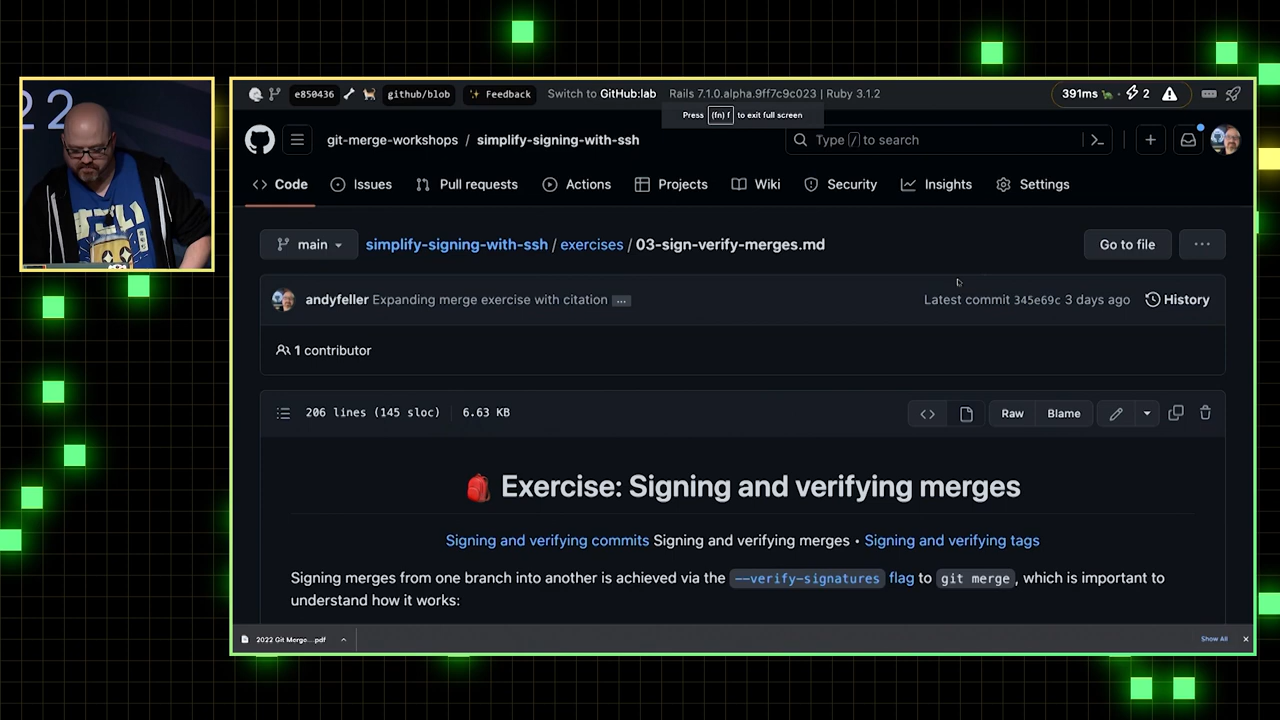 22
e850436 github/blob Feedback Switch to GitHub:lab Rails 7.1.0.alpha.9ff7c9c023 | Ruby 3.1.2 391ms 2
Press (fn) f to exit full screen
git-merge-workshops / simplify-signing-with-ssh Type / to search
Code Issues Pull requests Actions Projects Wiki Security Insights Settings
main simplify-signing-with-ssh / exercises / 03-sign-verify-merges.md Go to file ...
andyfeller Expanding merge exercise with citation ... Latest commit 345e69c 3 days ago History
1 contributor
206 lines (145 sloc) 6.63 KB Raw Blame
Exercise: Signing and verifying merges
Signing and verifying commits Signing and verifying merges • Signing and verifying tags
Signing merges from one branch into another is achieved via the --verify-signatures flag to git merge, which is important to
understand how it works:
2022 Git Merge....pdf Show All